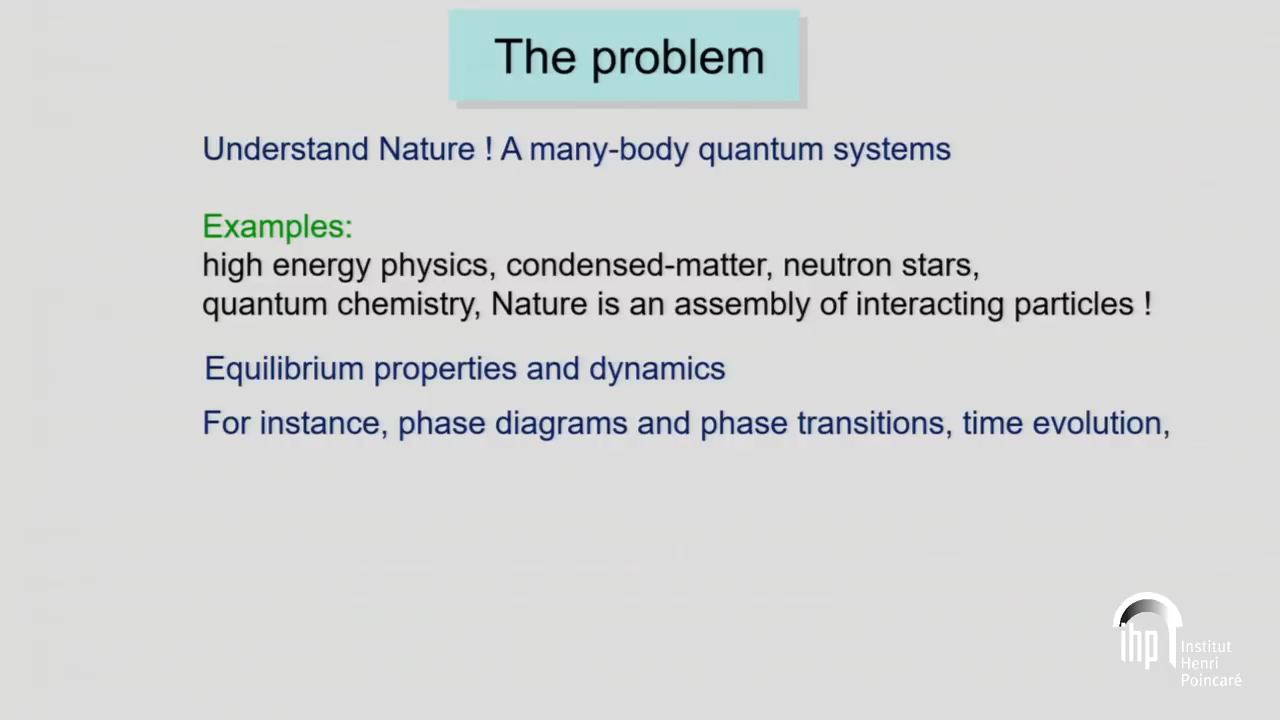 The problem
Understand Nature ! A many-body quantum systems
Examples:
high energy physics, condensed-matter, neutron stars,
quantum chemistry, Nature is an assembly of interacting particles !
Equilibrium properties and dynamics
For instance, phase diagrams and phase transitions, time evolution,
ihp
Institut
Henri
Poincaré